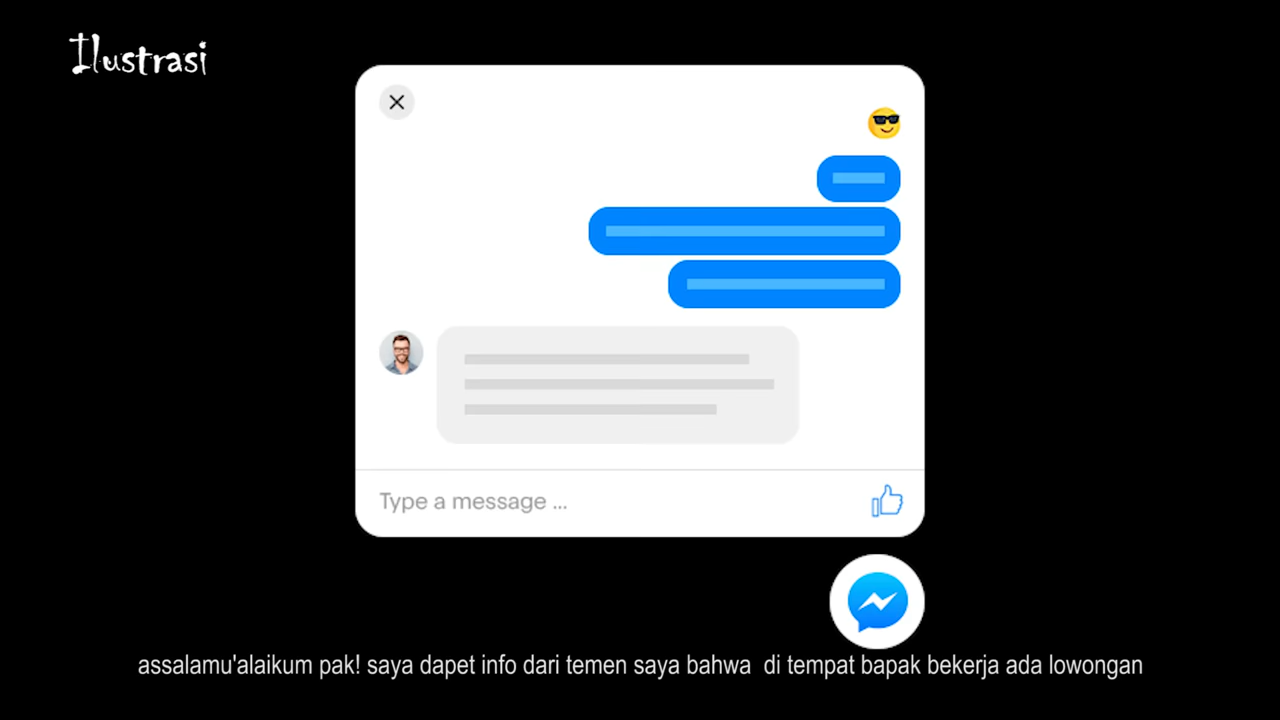 Ilustrasi
Type a message ...
assalamu'alaikum pak! saya dapet info dari temen saya bahwa  di tempat bapak bekerja ada lowongan